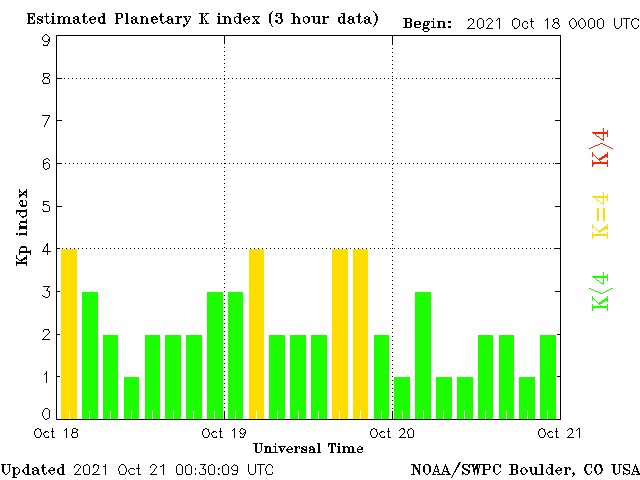 Estimated Planetary K index (3 hour data)
Begin: 2021 Oct 18 0000 UTC
9
8
7
6
5
4
3
2
1
0
Kp index
K>4
K=4
K<4
Oct 18
Oct 19
Oct 20
Oct 21
Universal Time
Updated 2021 Oct 21 00:30:09 UTC
NOAA/SWPC Boulder, CO USA